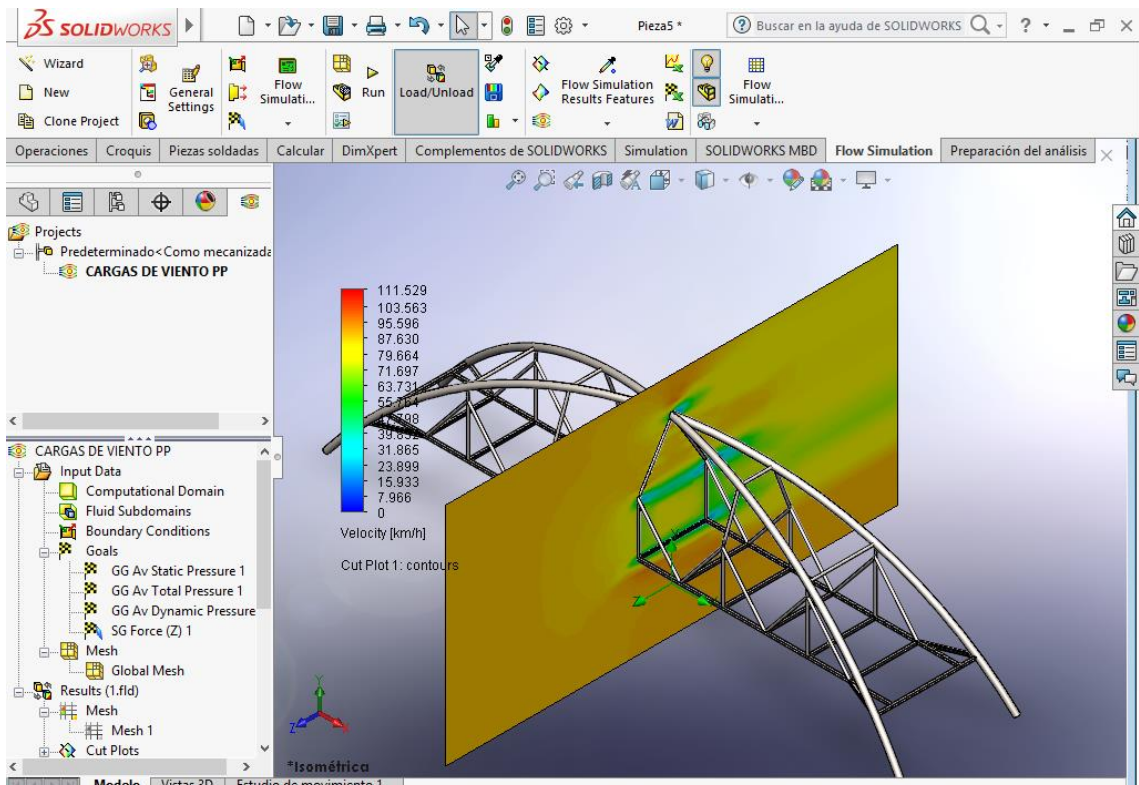 SOLIDWORKS
Pieza5 *
Buscar en la ayuda de SOLIDWORKS
Wizard
New
Clone Project
General Settings
Flow Simulati...
Run
Load/Unload
Flow Simulation Results Features
Flow Simulati...
Operaciones
Croquis
Piezas soldadas
Calcular
DimXpert
Complementos de SOLIDWORKS
Simulation
SOLIDWORKS MBD
Flow Simulation
Preparación del análisis
Projects
Predeterminado<Como mecanizada
CARGAS DE VIENTO PP
CARGAS DE VIENTO PP
Input Data
Computational Domain
Fluid Subdomains
Boundary Conditions
Goals
GG Av Static Pressure 1
GG Av Total Pressure 1
GG Av Dynamic Pressure
SG Force (Z) 1
Mesh
Global Mesh
Results (1.fld)
Mesh
Mesh 1
Cut Plots
111.529
103.563
95.596
87.630
79.664
71.697
63.731
31.865
23.899
15.933
7.966
0
Velocity [km/h]
Cut Plot 1: contours
Y
Z
X
*Isométrica
Modelo
Vistas 3D
Estudio de movimiento 1